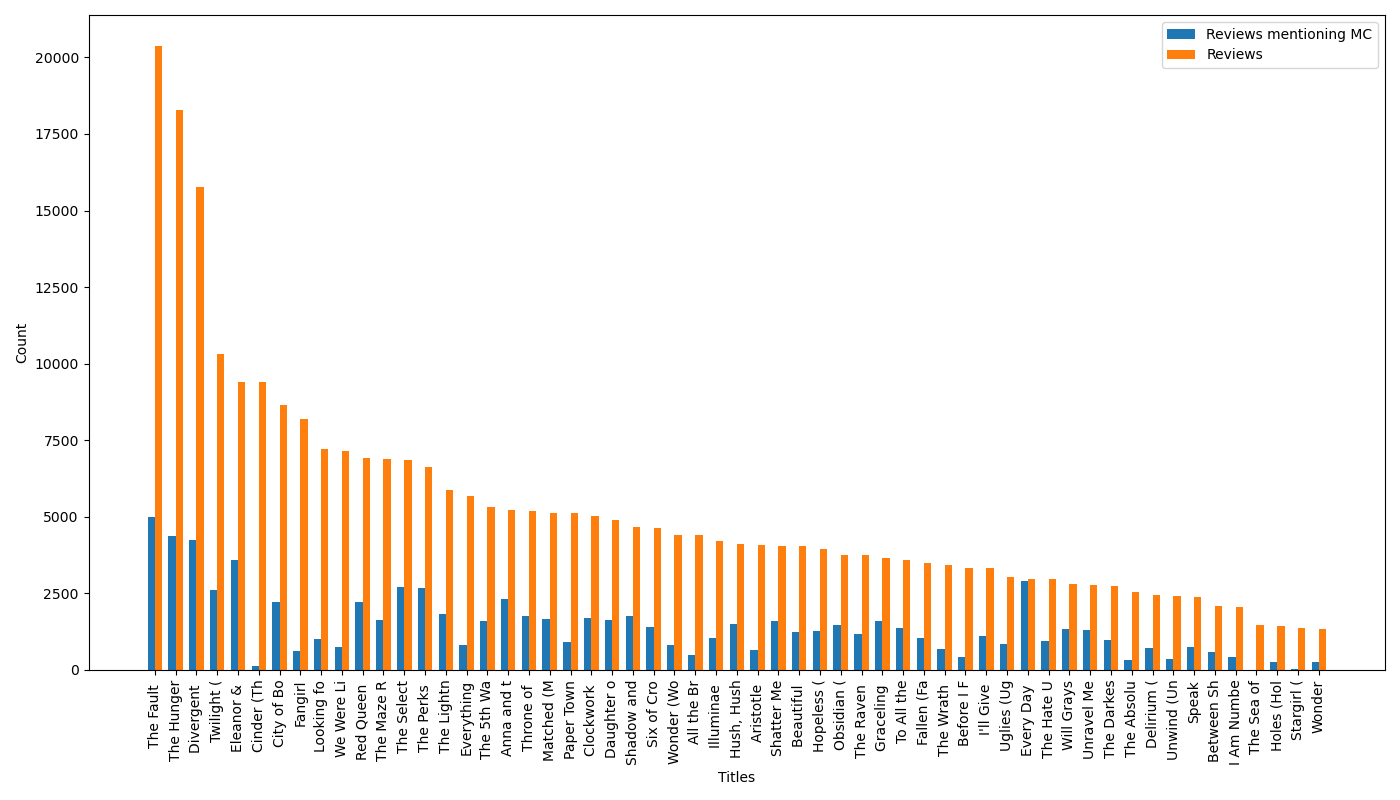 Reviews mentioning MC
Reviews
20000
17500
15000
12500
10000
7500
5000
2500
0
Count
The Fault
The Hunger
Divergent
Twilight (
Eleanor &
Cinder (Th
City of Bo
Fangirl
Looking fo
We Were Li
Red Queen
The Maze R
The Select
The Perks
The Lightn
Everything
The 5th Wa
Anna and t
Throne of
Matched (M
Paper Town
Clockwork
Daughter o
Shadow and
Six of Cro
Wonder (Wo
All the Br
Illuminae
Hush, Hush
Aristotle
Shatter Me
Beautiful
Hopeless (
Obsidian (
The Raven
Graceling
To All the
Fallen (Fa
The Wrath
Before I F
I'll Give
Uglies (Ug
Every Day
The Hate U
Will Grays
Unravel Me
The Darkes
The Absolu
Delirium (
Unwind (Un
Speak
Between Sh
I Am Numbe
The Sea of
Holes (Hol
Stargirl (
Wonder
Titles